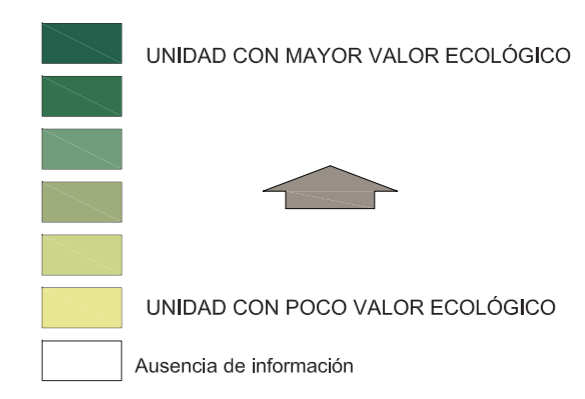 UNIDAD CON MAYOR VALOR ECOLÓGICO
UNIDAD CON POCO VALOR ECOLÓGICO
Ausencia de información